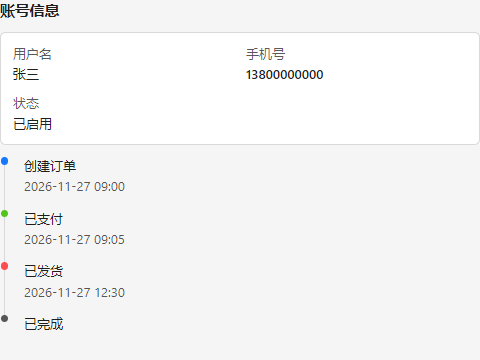 账号信息
用户名
张三
手机号
13800000000
状态
已启用
创建订单
2026-11-27 09:00
已支付
2026-11-27 09:05
已发货
2026-11-27 12:30
已完成